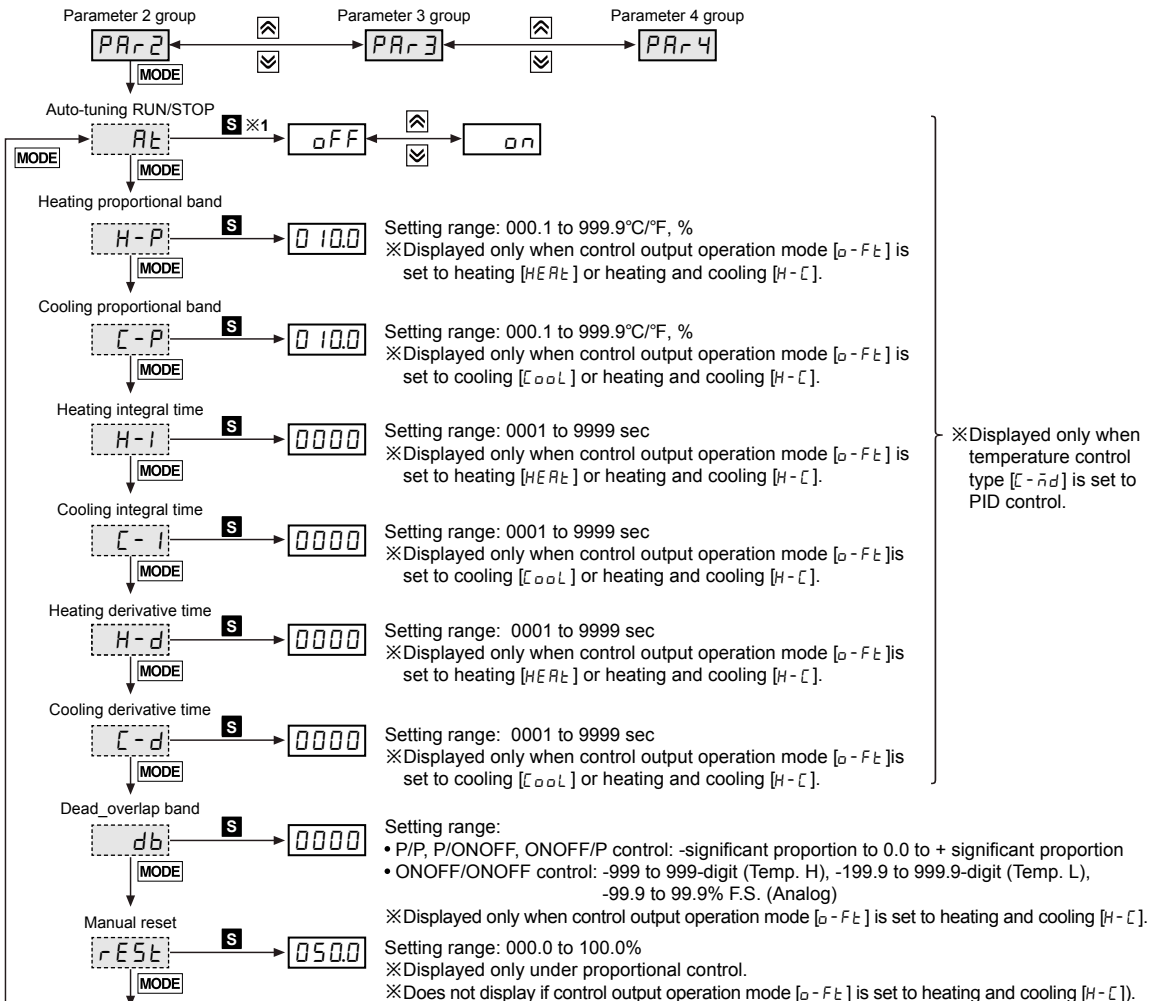 Parameter 2 group
Parameter 3 group
Parameter 4 group
PAr2
PAr3
PAr4
MODE
Auto-tuning RUN/STOP
MODE
At
S ※1
oFF
on
MODE
Heating proportional band
H-P
S
010.0
Setting range: 000.1 to 999.9°C/°F, %
※Displayed only when control output operation mode [o-Ft] is
set to heating [HEAt] or heating and cooling [H-C].
MODE
Cooling proportional band
C-P
S
010.0
Setting range: 000.1 to 999.9°C/°F, %
※Displayed only when control output operation mode [o-Ft] is
set to cooling [CooL] or heating and cooling [H-C].
MODE
Heating integral time
H-I
S
0000
Setting range: 0001 to 9999 sec
※Displayed only when control output operation mode [o-Ft] is
set to heating [HEAt] or heating and cooling [H-C].
MODE
※Displayed only when
temperature control
type [C-md] is set to
PID control.
Cooling integral time
C-I
S
0000
Setting range: 0001 to 9999 sec
※Displayed only when control output operation mode [o-Ft]is
set to cooling [CooL] or heating and cooling [H-C].
MODE
Heating derivative time
H-d
S
0000
Setting range: 0001 to 9999 sec
※Displayed only when control output operation mode [o-Ft]is
set to heating [HEAt] or heating and cooling [H-C].
MODE
Cooling derivative time
C-d
S
0000
Setting range: 0001 to 9999 sec
※Displayed only when control output operation mode [o-Ft]is
set to cooling [CooL] or heating and cooling [H-C].
MODE
Dead_overlap band
db
S
0000
Setting range:
• P/P, P/ONOFF, ONOFF/P control: -significant proportion to 0.0 to + significant proportion
• ONOFF/ONOFF control: -999 to 999-digit (Temp. H), -199.9 to 999.9-digit (Temp. L),
-99.9 to 99.9% F.S. (Analog)
※Displayed only when control output operation mode [o-Ft] is set to heating and cooling [H-C].
MODE
Manual reset
rESt
S
050.0
Setting range: 000.0 to 100.0%
※Displayed only under proportional control.
※Does not display if control output operation mode [o-Ft] is set to heating and cooling [H-C]).
MODE